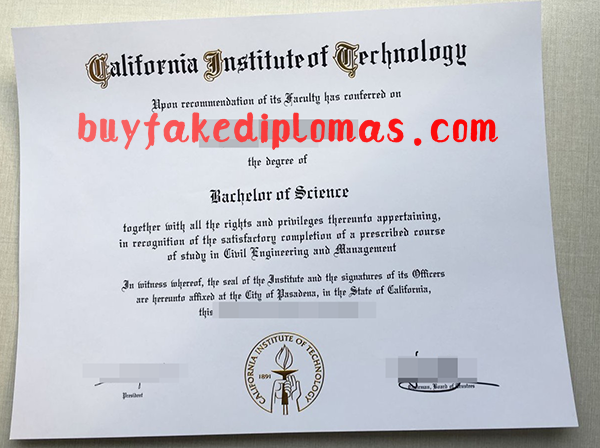 California Institute of Technology
Upon recommendation of its Faculty has conferred on
buyfakediplomas.com
the degree of
Bachelor of Science
together with all the rights and privileges thereunto appertaining,
in recognition of the satisfactory completion of a prescribed course
of study in Civil Engineering and Management
In witness whereof, the seal of the Institute and the signatures of its Officers
are hereunto affixed at the City of Pasadena, in the State of California,
this
CALIFORNIA INSTITUTE OF TECHNOLOGY
1891
President
Chairman, Board of Trustees